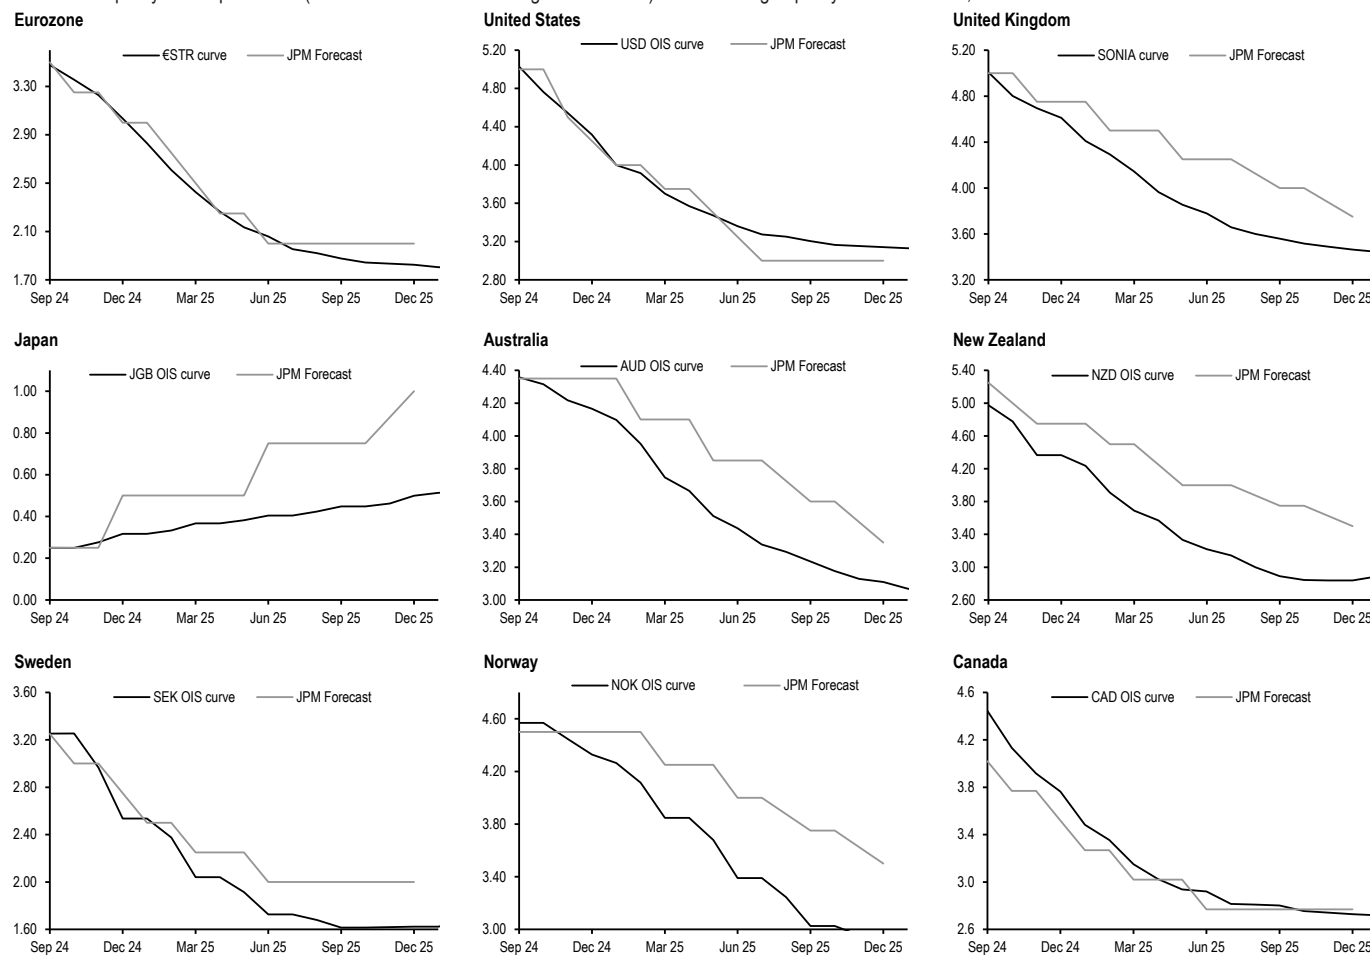 Eurozone
United States
United Kingdom
€STR curve JPM Forecast
USD OIS curve JPM Forecast
SONIA curve JPM Forecast
3.30
2.90
2.50
2.10
1.70
Sep 24 Dec 24 Mar 25 Jun 25 Sep 25 Dec 25
5.20
4.80
4.40
4.00
3.60
3.20
2.80
Sep 24 Dec 24 Mar 25 Jun 25 Sep 25 Dec 25
5.20
4.80
4.40
4.00
3.60
3.20
Sep 24 Dec 24 Mar 25 Jun 25 Sep 25 Dec 25
Japan
Australia
New Zealand
JGB OIS curve JPM Forecast
AUD OIS curve JPM Forecast
NZD OIS curve JPM Forecast
1.00
0.80
0.60
0.40
0.20
0.00
Sep 24 Dec 24 Mar 25 Jun 25 Sep 25 Dec 25
4.40
4.20
4.00
3.80
3.60
3.40
3.20
3.00
Sep 24 Dec 24 Mar 25 Jun 25 Sep 25 Dec 25
5.40
5.00
4.60
4.20
3.80
3.40
3.00
2.60
Sep 24 Dec 24 Mar 25 Jun 25 Sep 25 Dec 25
Sweden
Norway
Canada
SEK OIS curve JPM Forecast
NOK OIS curve JPM Forecast
CAD OIS curve JPM Forecast
3.60
3.20
2.80
2.40
2.00
1.60
Sep 24 Dec 24 Mar 25 Jun 25 Sep 25 Dec 25
4.60
4.20
3.80
3.40
3.00
Sep 24 Dec 24 Mar 25 Jun 25 Sep 25 Dec 25
4.6
4.2
3.8
3.4
3.0
2.6
Sep 24 Dec 24 Mar 25 Jun 25 Sep 25 Dec 25